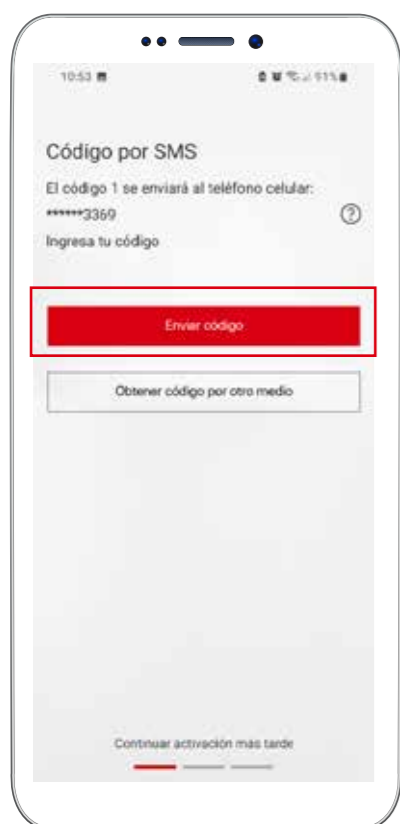 10:53
Código por SMS
El código 1 se enviará al teléfono celular:
******3369
Ingresa tu código
Enviar código
Obtener código por otro medio
Continuar activación mas tarde